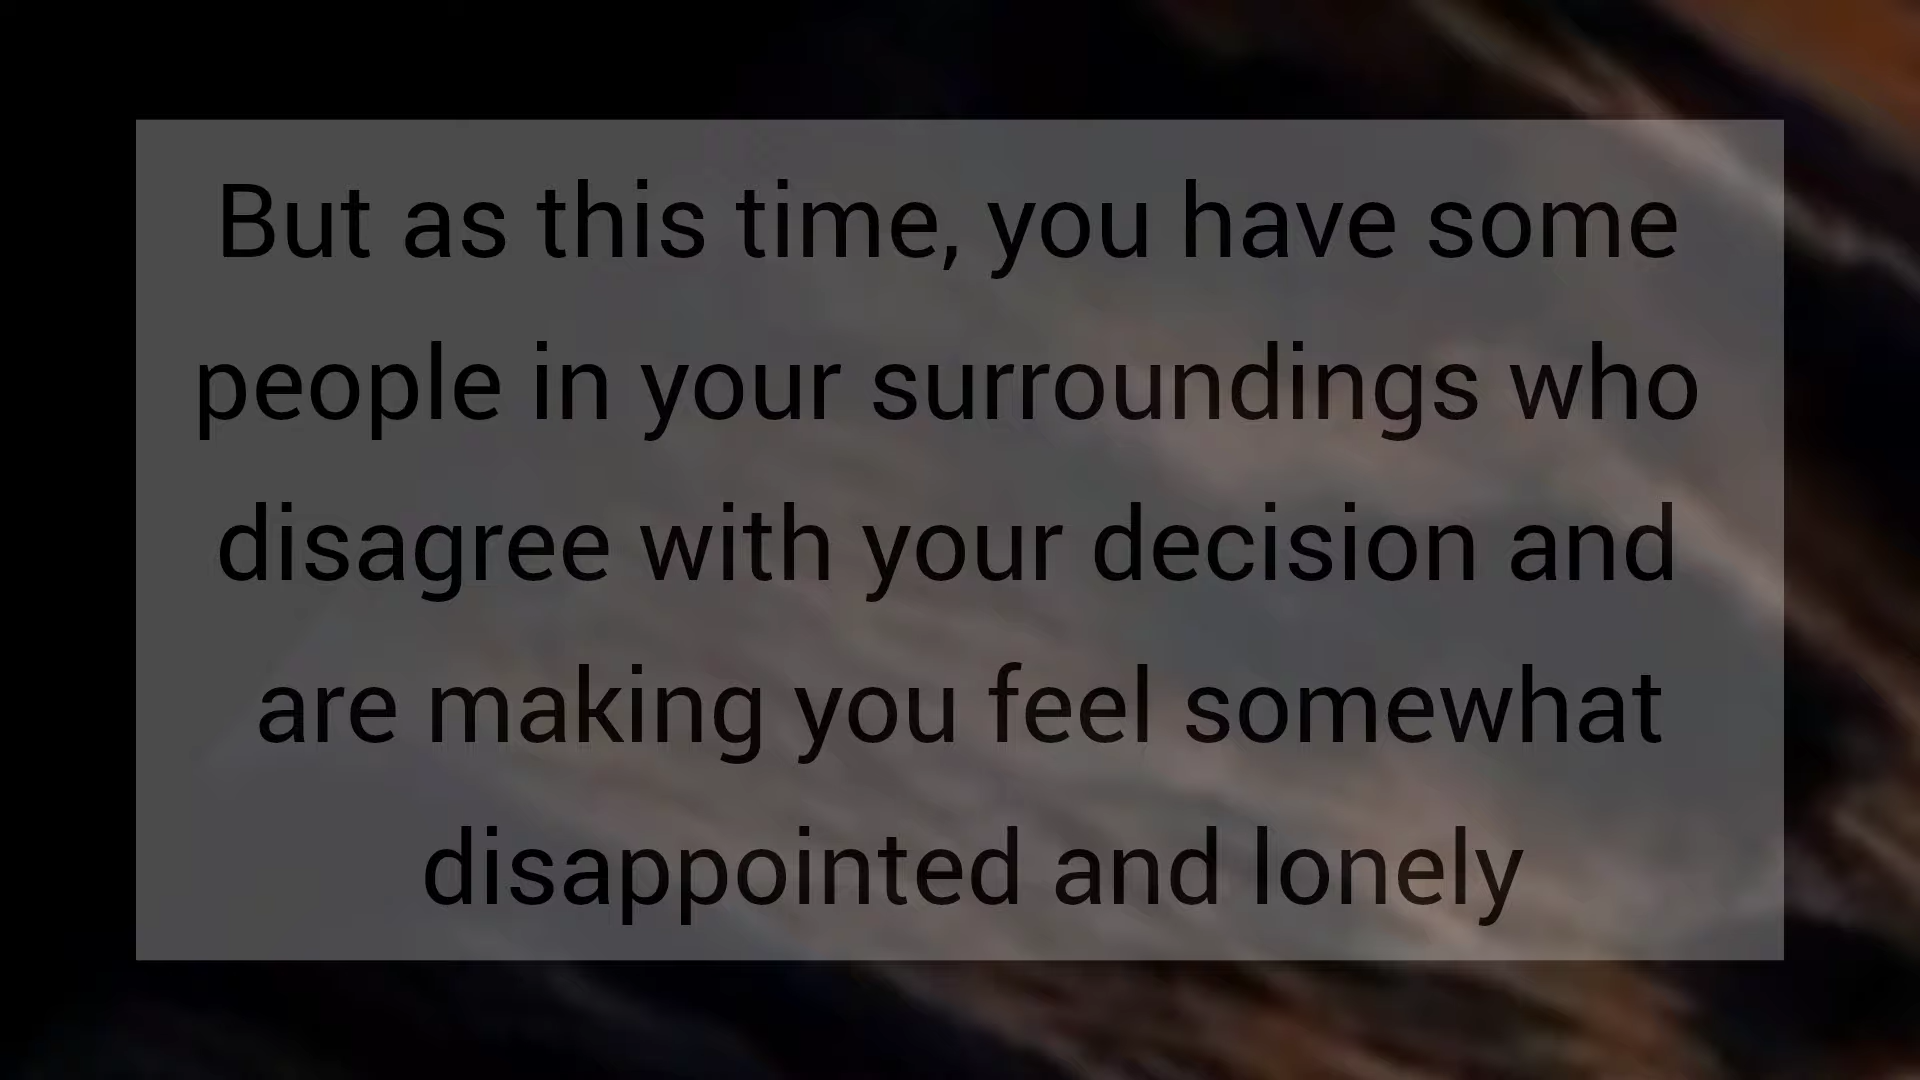 But as this time, you have some
people in your surroundings who
disagree with your decision and
are making you feel somewhat
disappointed and lonely